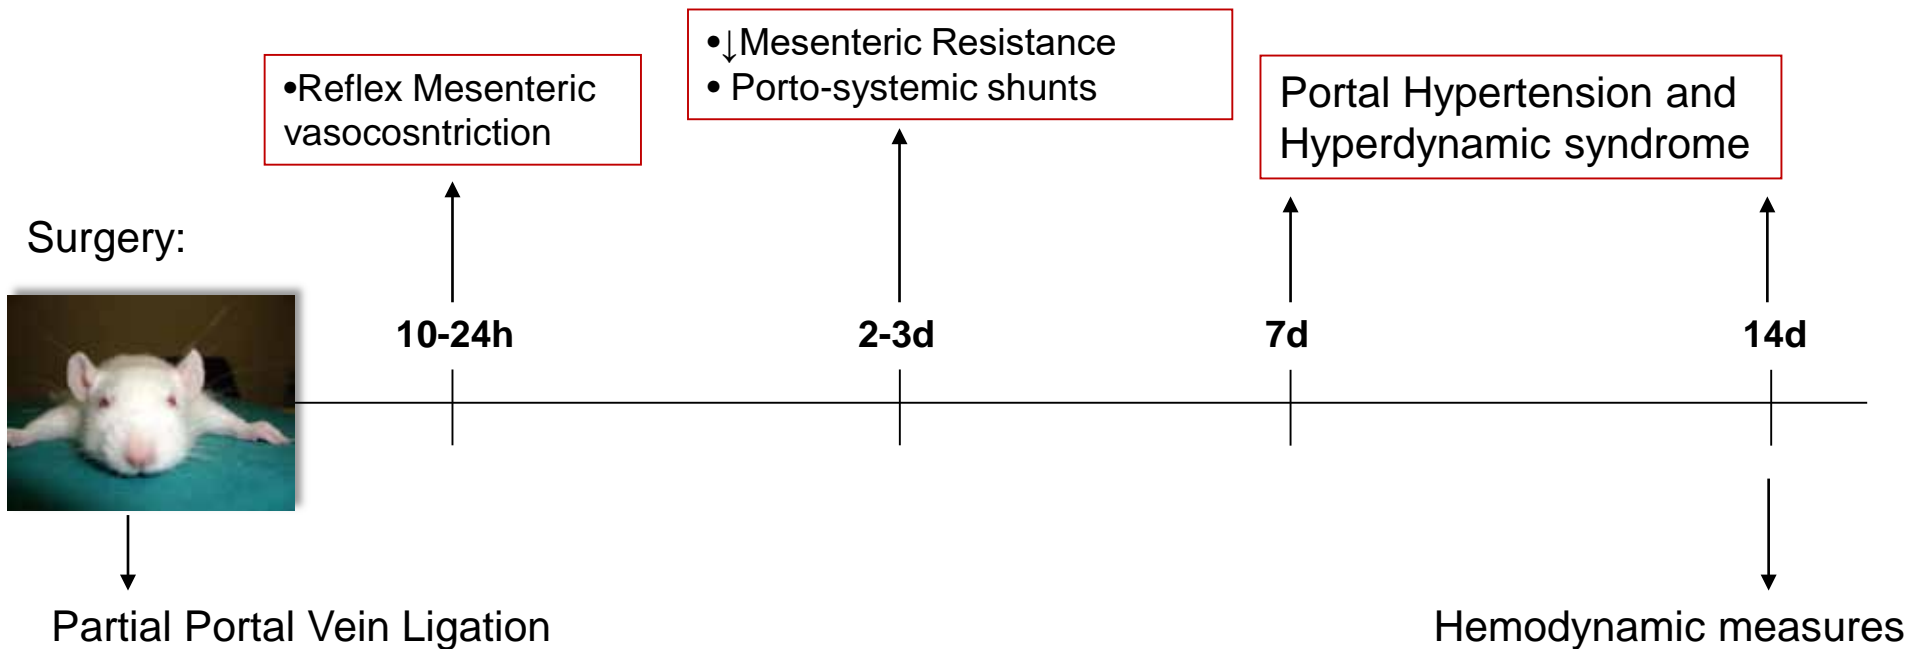 •↓Mesenteric Resistance
• Porto-systemic shunts
•Reflex Mesenteric
vasocosntriction
Portal Hypertension and
Hyperdynamic syndrome
Surgery:
10-24h
2-3d
7d
14d
Partial Portal Vein Ligation
Hemodynamic measures